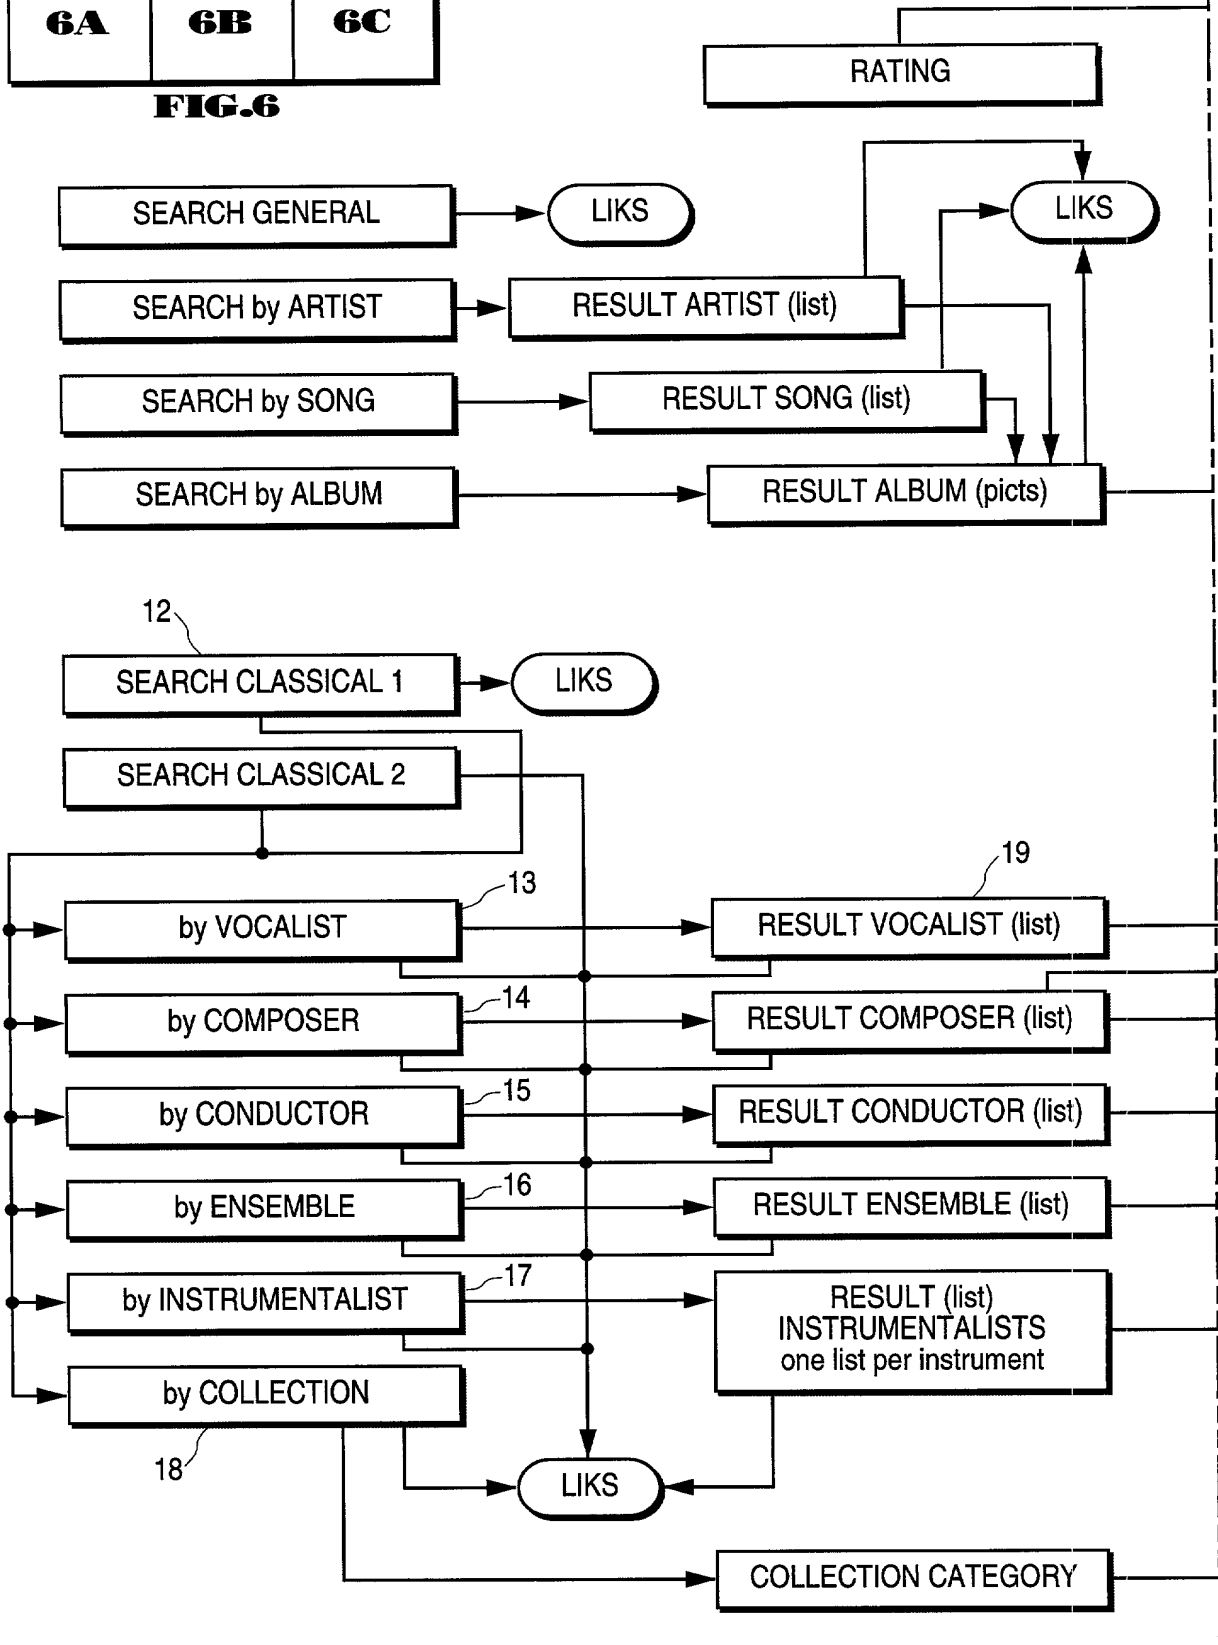 6A 6B 6C
FIG.6
RATING
SEARCH GENERAL
LIKS
LIKS
SEARCH by ARTIST
RESULT ARTIST (list)
SEARCH by SONG
RESULT SONG (list)
SEARCH by ALBUM
RESULT ALBUM (picts)
12
SEARCH CLASSICAL 1
LIKS
SEARCH CLASSICAL 2
13
19
by VOCALIST
RESULT VOCALIST (list)
14
by COMPOSER
RESULT COMPOSER (list)
15
by CONDUCTOR
RESULT CONDUCTOR (list)
16
by ENSEMBLE
RESULT ENSEMBLE (list)
17
by INSTRUMENTALIST
RESULT (list)
INSTRUMENTALISTS
one list per instrument
by COLLECTION
18
LIKS
COLLECTION CATEGORY